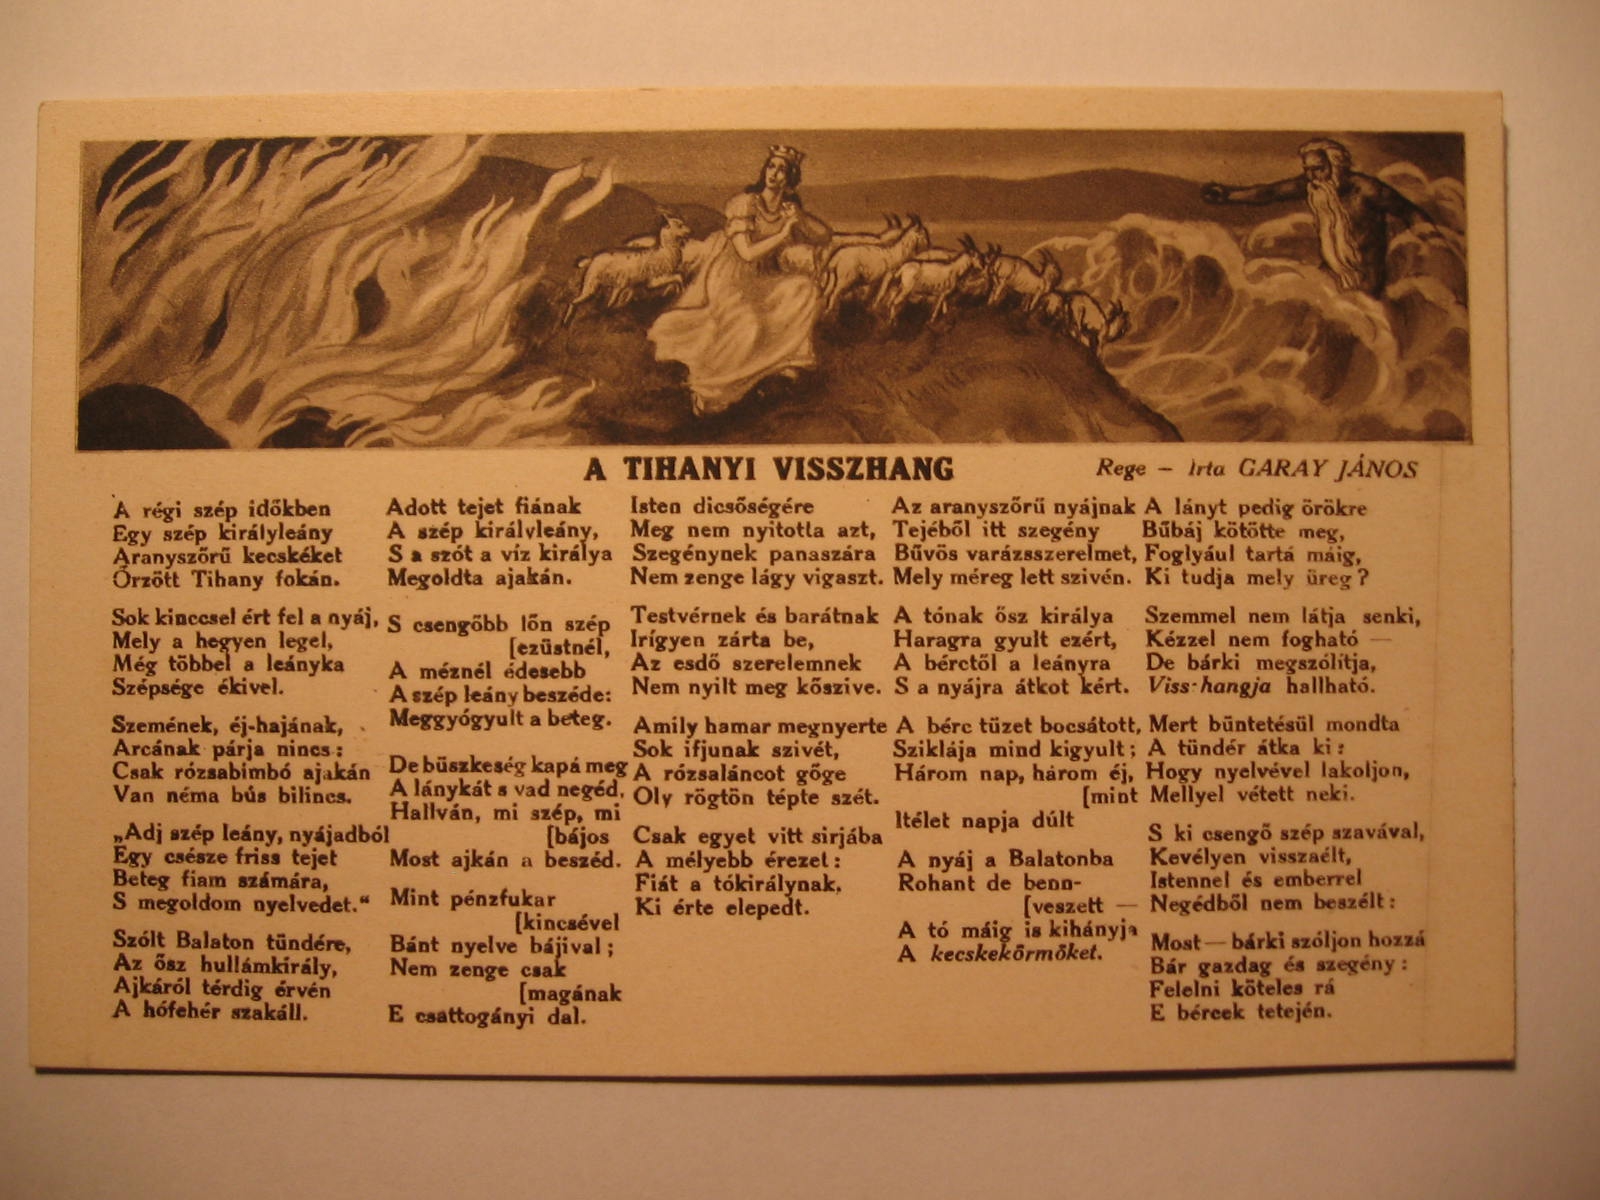 A TIHANYI VISSZHANG
Rege – Irta GARAY JÁNOS
A régi szép időkben
Egy szép királyleány
Aranyszőrű kecskéket
Őrzött Tihany fokán.
Sok kinccsel ért fel a nyáj,
Mely a hegyen legel,
Még többel a leányka
Szépsége ékivel.
Szemének, éj-hajának,
Arcának párja nincs:
Csak rózsabimbó ajakán
Van néma bús bilincs.
„Adj szép leány, nyájadból
Egy csésze friss tejet
Beteg fiam számára,
S megoldom nyelvedet.“
Szólt Balaton tündére,
Az ősz hullámkirály,
Ajkáról térdig érvén
A hófehér szakáll.
Adott tejet fiának
A szép királyleány,
S a szót a víz királya
Megoldta ajakán.
S csengőbb lőn szép
[ezüstnél,
A méznél édesebb
A szép leány beszéde:
Meggyógyult a beteg.
De büszkeség kapá meg
A lánykát s vad negéd,
Hallván, mi szép, mi
[bájos
Most ajkán a beszéd.
Mint pénzfukar
[kincsével
Bánt nyelve bájival;
Nem zenge csak
[magának
E csattogányi dal.
Isten dicsőségére
Meg nem nyitotta azt,
Szegénynek panaszára
Nem zenge lágy vigaszt.
Testvérnek és barátnak
Irígyen zárta be,
Az esdő szerelemnek
Nem nyilt meg kőszive.
Amily hamar megnyerte
Sok ifjunak szivét,
A rózsaláncot gőge
Oly rögtön tépte szét.
Csak egyet vitt sirjába
A mélyebb érezet:
Fiát a tókirálynak,
Ki érte elepedt.
Az aranyszőrű nyájnak
Tejéből itt szegény
Bűvös varázsszerelmet,
Mely méreg lett szivén.
A tónak ősz királya
Haragra gyult ezért,
A bérctől a leányra
S a nyájra átkot kért.
A bérc tüzet bocsátott,
Sziklája mind kigyult;
Három nap, három éj,
[mint
Itélet napja dúlt
A nyáj a Balatonba
Rohant de benn-
[veszett —
A tó máig is kihányja
A kecskekörmöket.
A lányt pedig örökre
Bűbáj kötötte meg,
Foglyául tartá máig,
Ki tudja mely üreg?
Szemmel nem látja senki,
Kézzel nem fogható —
De bárki megszólítja,
Viss-hangja hallható.
Mert büntetésül mondta
A tündér átka ki:
Hogy nyelvével lakoljon,
Mellyel vétett neki.
S ki csengő szép szavával,
Kevélyen visszaélt,
Istennel és emberrel
Negédből nem beszélt:
Most — bárki szóljon hozzá
Bár gazdag és szegény:
Felelni köteles rá
E bércek tetején.